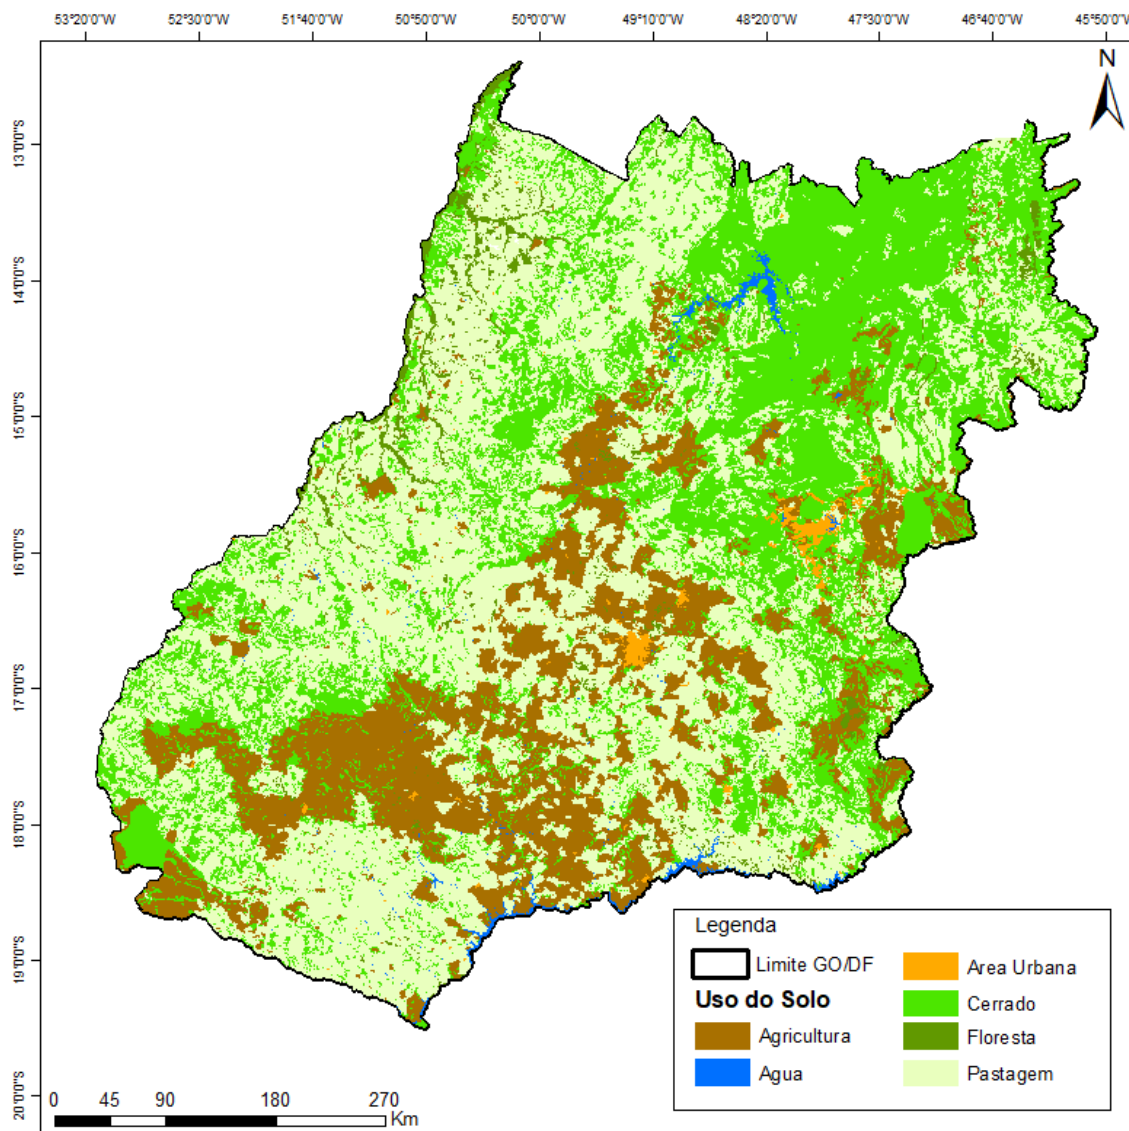 53°20'0"W 52°30'0"W 51°40'0"W 50°50'0"W 50°0'0"W 49°10'0"W 48°20'0"W 47°30'0"W 46°40'0"W 45°50'0"W
N
13°0'0"S
14°0'0"S
15°0'0"S
16°0'0"S
17°0'0"S
18°0'0"S
19°0'0"S
20°0'0"S
Legenda
Limite GO/DF
Uso do Solo
Agricultura
Agua
Area Urbana
Cerrado
Floresta
Pastagem
0 45 90 180 270
Km